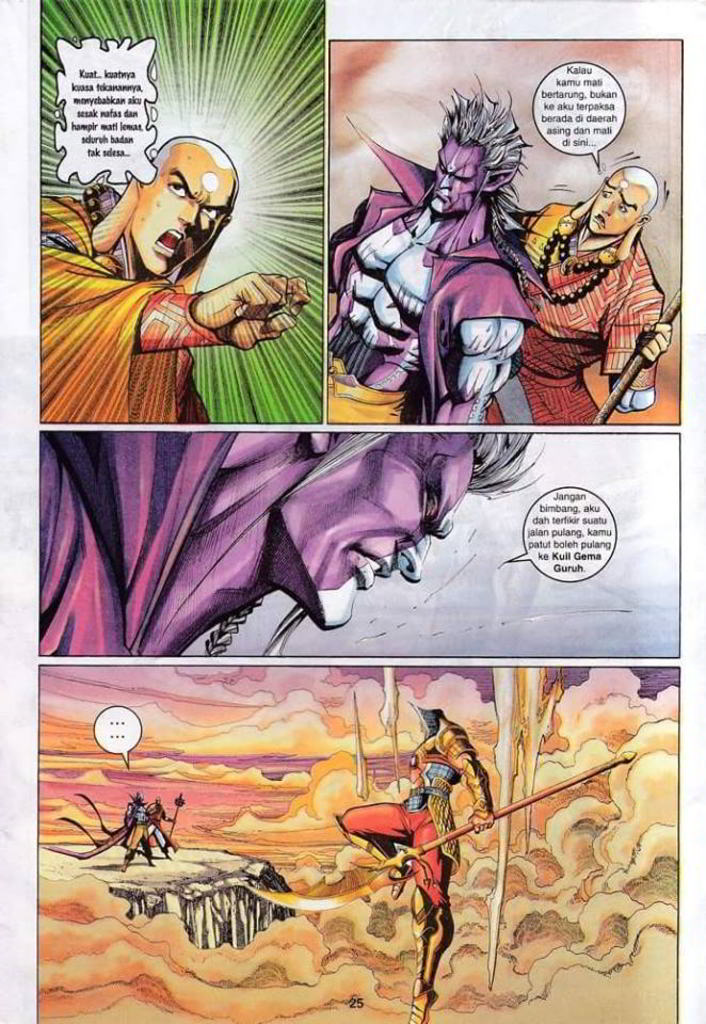 Kuat.. kuatnya
kuasa tekanannya,
menyebabkan aku
sesak nafas dan
hampir mati lemas,
seluruh badan
tak selesa...
Kalau
kamu mati
bertarung, bukan
ke aku terpaksa
berada di daerah
asing dan mati
di sini...
Jangan
bimbang, aku
dah terfikir suatu
jalan pulang, kamu
patut boleh pulang
ke Kuil Gema
Guruh.
...
...
25